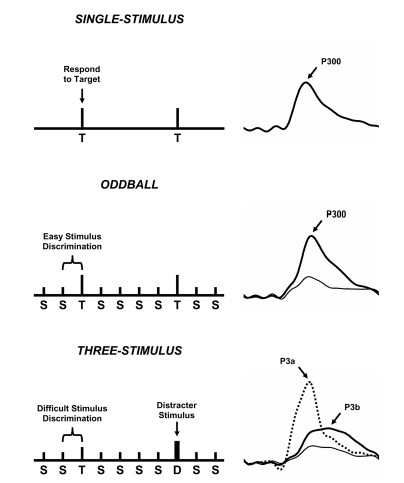 SINGLE-STIMULUS
Respond
to Target
P300
T T
ODDBALL
Easy Stimulus
Discrimination
P300
S S T S S S S T S S
THREE-STIMULUS
P3a
Difficult Stimulus
Discrimination
Distracter
Stimulus
P3b
S S T S S S S D S S